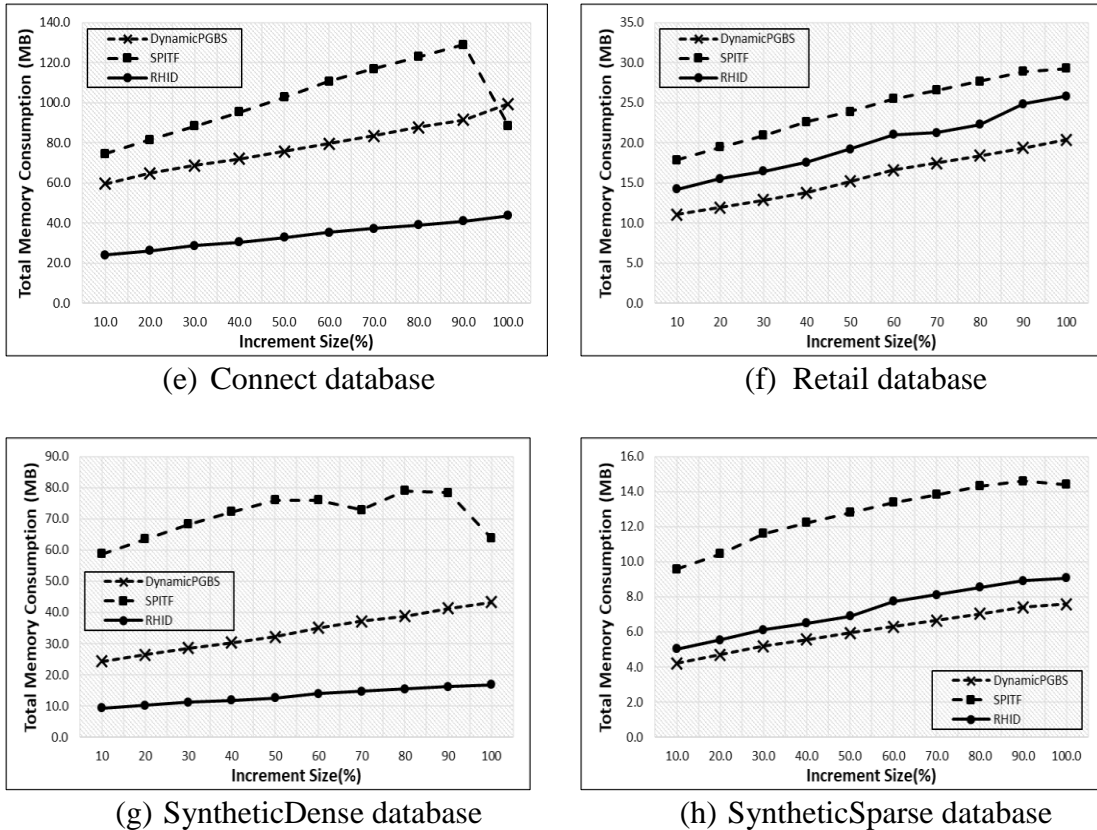 Total Memory Consumption (MB)
140.0
120.0
100.0
80.0
60.0
40.0
20.0
0.0
DynamicPGBS
SPITF
RHID
10.0 20.0 30.0 40.0 50.0 60.0 70.0 80.0 90.0 100.0
Increment Size(%)
(e) Connect database
Total Memory Consumption (MB)
35.0
30.0
25.0
20.0
15.0
10.0
5.0
0.0
DynamicPGBS
SPITF
RHID
10 20 30 40 50 60 70 80 90 100
Increment Size(%)
(f) Retail database
Total Memory Consumption (MB)
90.0
80.0
70.0
60.0
50.0
40.0
30.0
20.0
10.0
0.0
DynamicPGBS
SPITF
RHID
10 20 30 40 50 60 70 80 90 100
Increment Size(%)
(g) SyntheticDense database
Total Memory Consumption (MB)
16.0
14.0
12.0
10.0
8.0
6.0
4.0
2.0
0.0
DynamicPGBS
SPITF
RHID
10.0 20.0 30.0 40.0 50.0 60.0 70.0 80.0 90.0 100.0
Increment Size(%)
(h) SyntheticSparse database